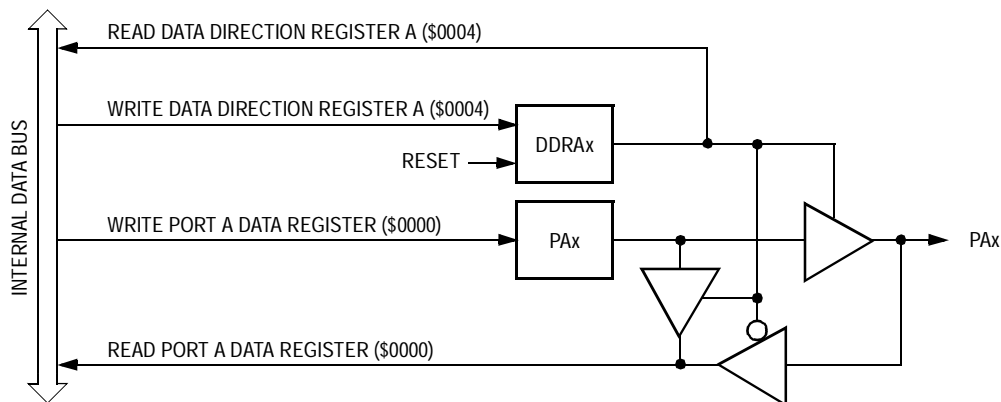 READ DATA DIRECTION REGISTER A ($0004)
WRITE DATA DIRECTION REGISTER A ($0004)
DDRAx
RESET
INTERNAL DATA BUS
WRITE PORT A DATA REGISTER ($0000)
PAx
PAx
READ PORT A DATA REGISTER ($0000)